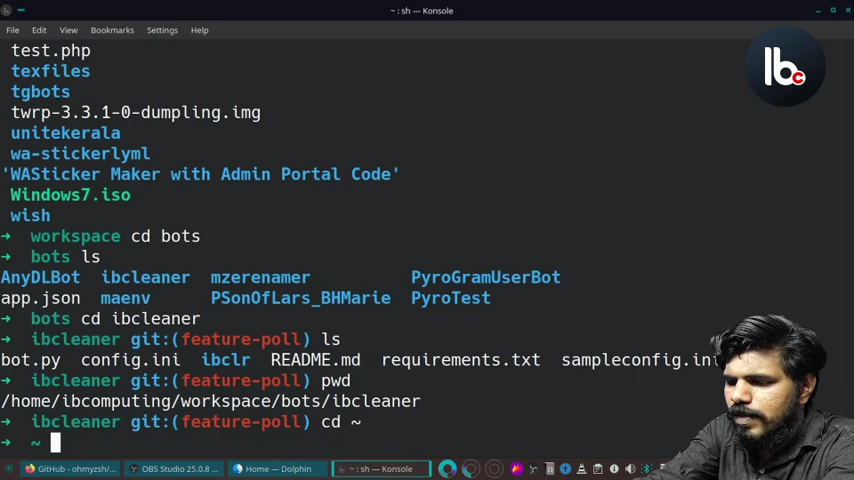 ~ : sh — Konsole
File Edit View Bookmarks Settings Help
test.php
texfiles
tgbots
twrp-3.3.1-0-dumpling.img
unitekerala
wa-stickerlyml
'WASticker Maker with Admin Portal Code'
Windows7.iso
wish
➜ workspace cd bots
➜ bots ls
AnyDLBot ibcleaner mzerenamer PyroGramUserBot
app.json maenv PSonOfLars_BHMarie PyroTest
➜ bots cd ibcleaner
➜ ibcleaner git:(feature-poll) ls
bot.py config.ini ibclr README.md requirements.txt sampleconfig.ini
➜ ibcleaner git:(feature-poll) pwd
/home/ibcomputing/workspace/bots/ibcleaner
➜ ibcleaner git:(feature-poll) cd ~
➜ ~
GitHub - ohmyzsh/... OBS Studio 25.0.8 ... Home — Dolphin ~ : sh — Konsole
Ibc